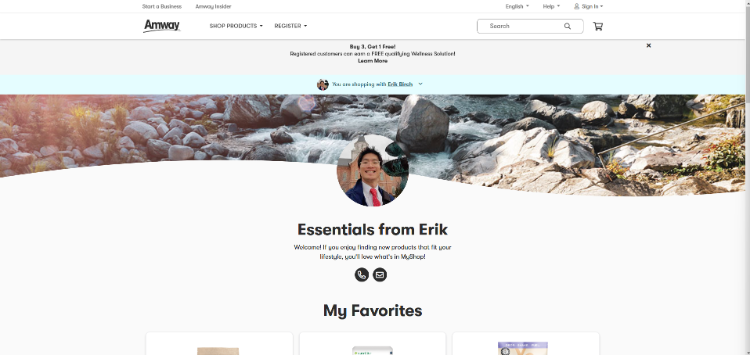 Start a Business Amway Insider English Help Sign In
Amway SHOP PRODUCTS REGISTER Search
Buy 3, Get 1 Free!
Registered customers can earn a FREE qualifying Wellness Solution!
Learn More
You are shopping with Erik
Essentials from Erik
Welcome! If you enjoy finding new products that fit your
lifestyle, you'll love what's in MyShop!
My Favorites